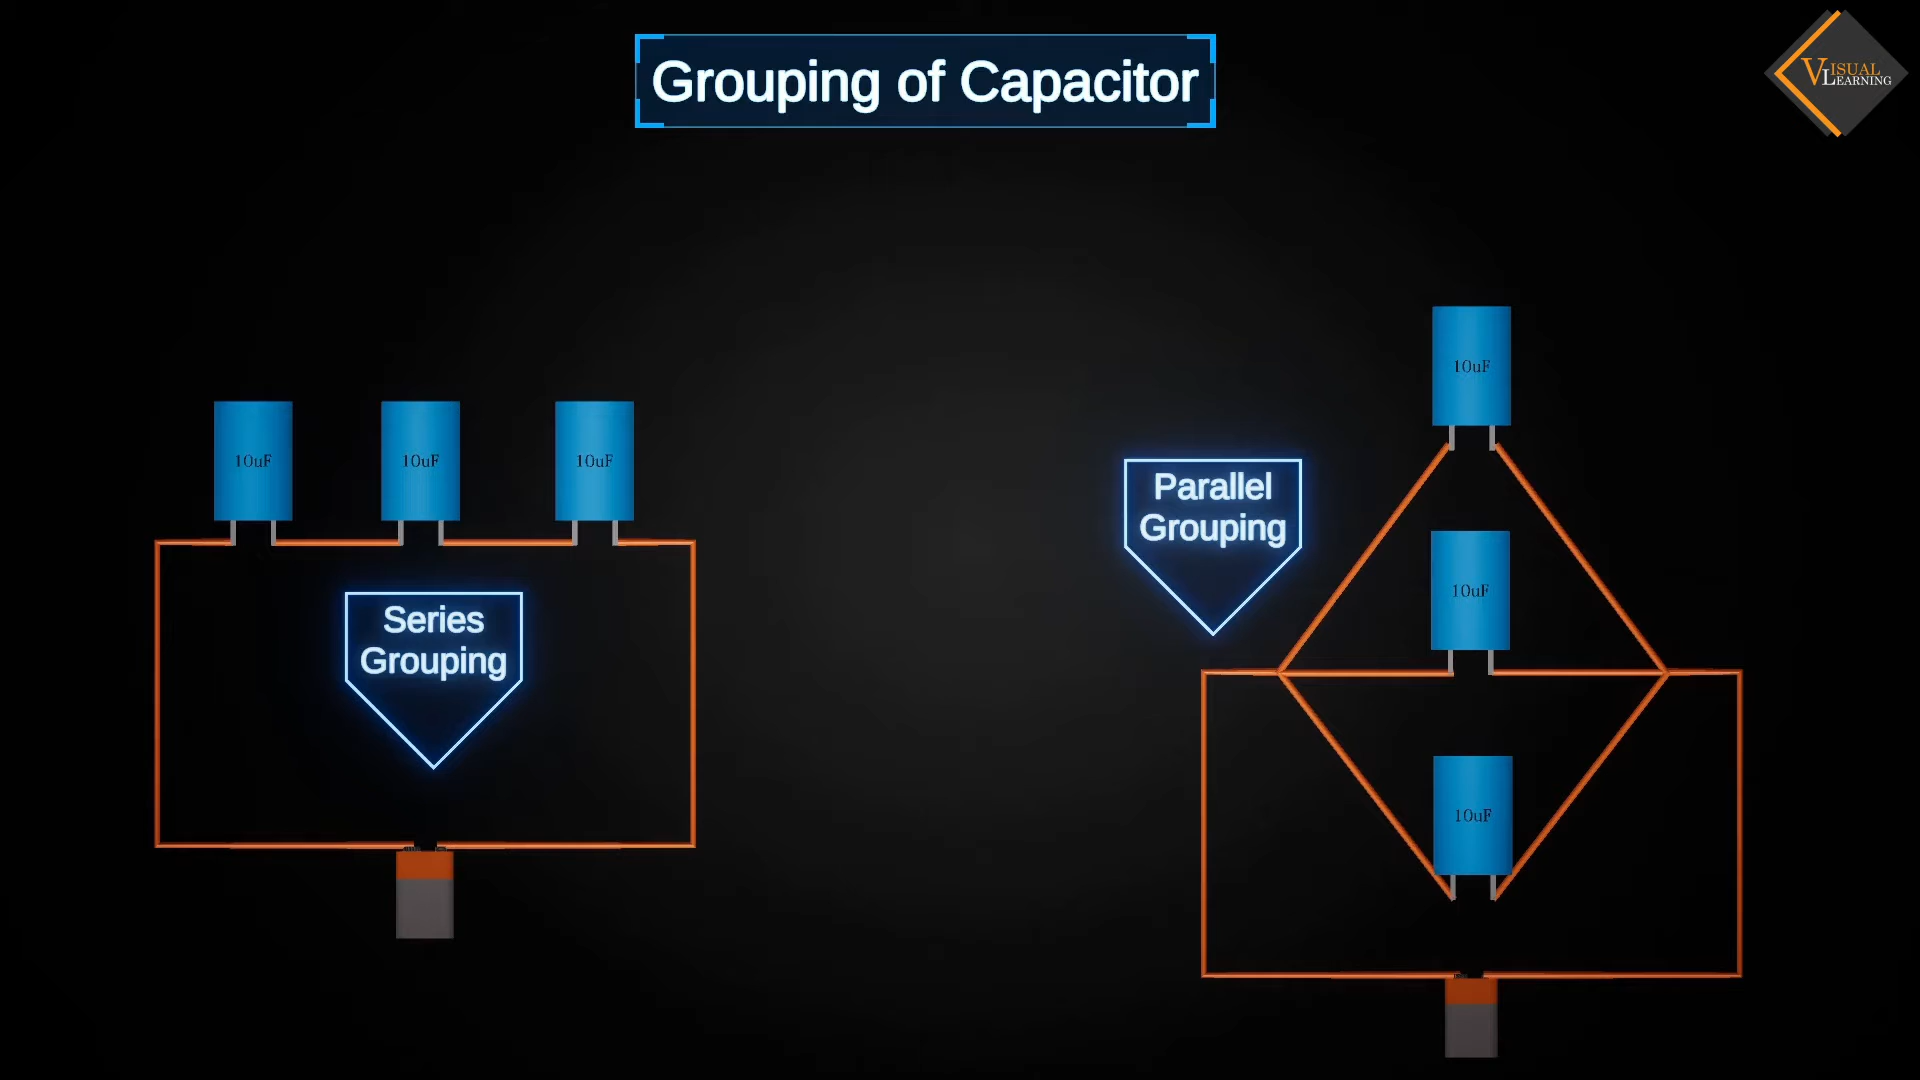 Grouping of Capacitor
VISUAL
LEARNING
10uF
10uF
10uF
Series
Grouping
10uF
Parallel
Grouping
10uF
10uF